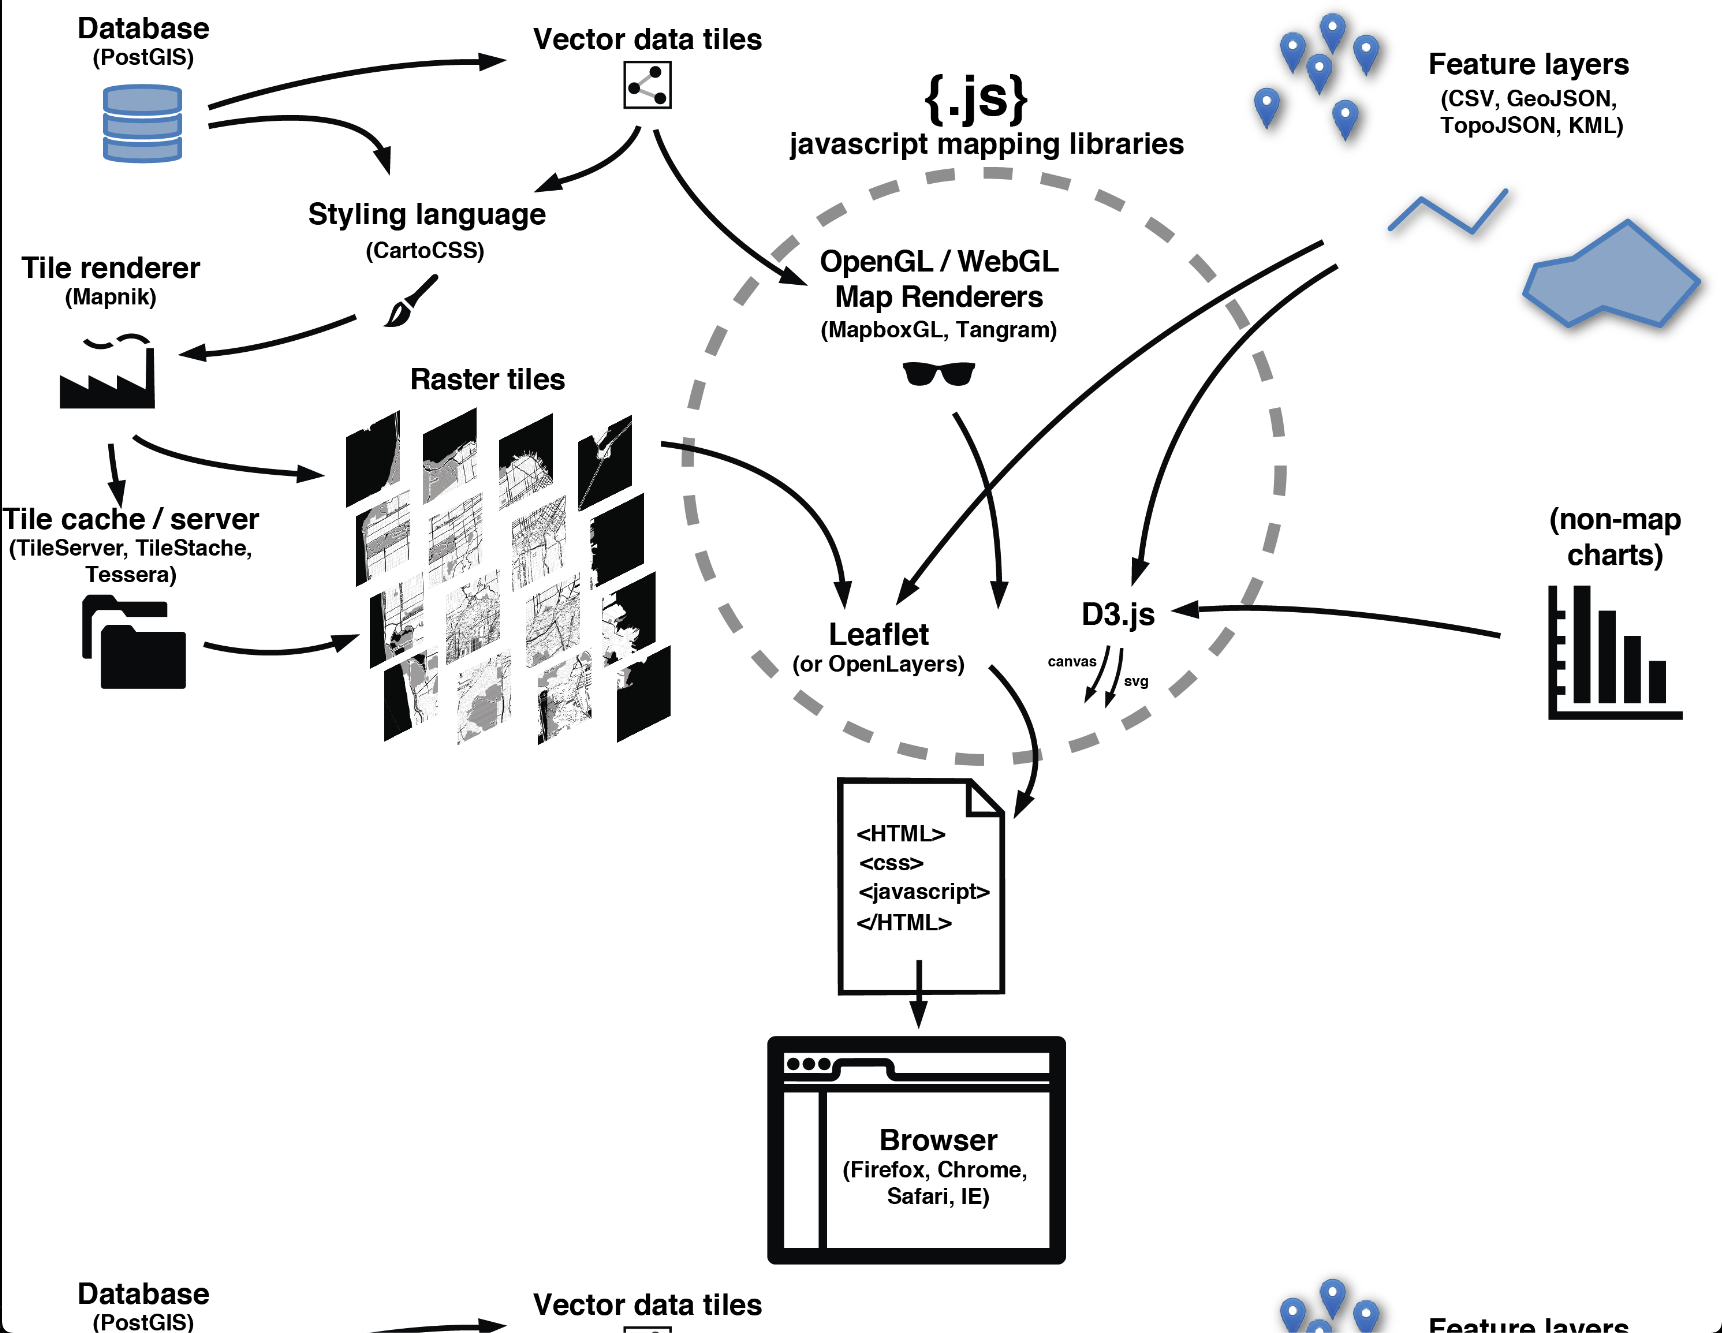 Database
(PostGIS)
Vector data tiles
{.js}
javascript mapping libraries
Feature layers
(CSV, GeoJSON,
TopoJSON, KML)
Styling language
(CartoCSS)
Tile renderer
(Mapnik)
OpenGL / WebGL
Map Renderers
(MapboxGL, Tangram)
Raster tiles
Tile cache / server
(TileServer, TileStache,
Tessera)
(non-map
charts)
Leaflet
(or OpenLayers)
D3.js
canvas
svg
<HTML>
<css>
<javascript>
</HTML>
Browser
(Firefox, Chrome,
Safari, IE)
Database
(PostGIS)
Vector data tiles
Feature layers